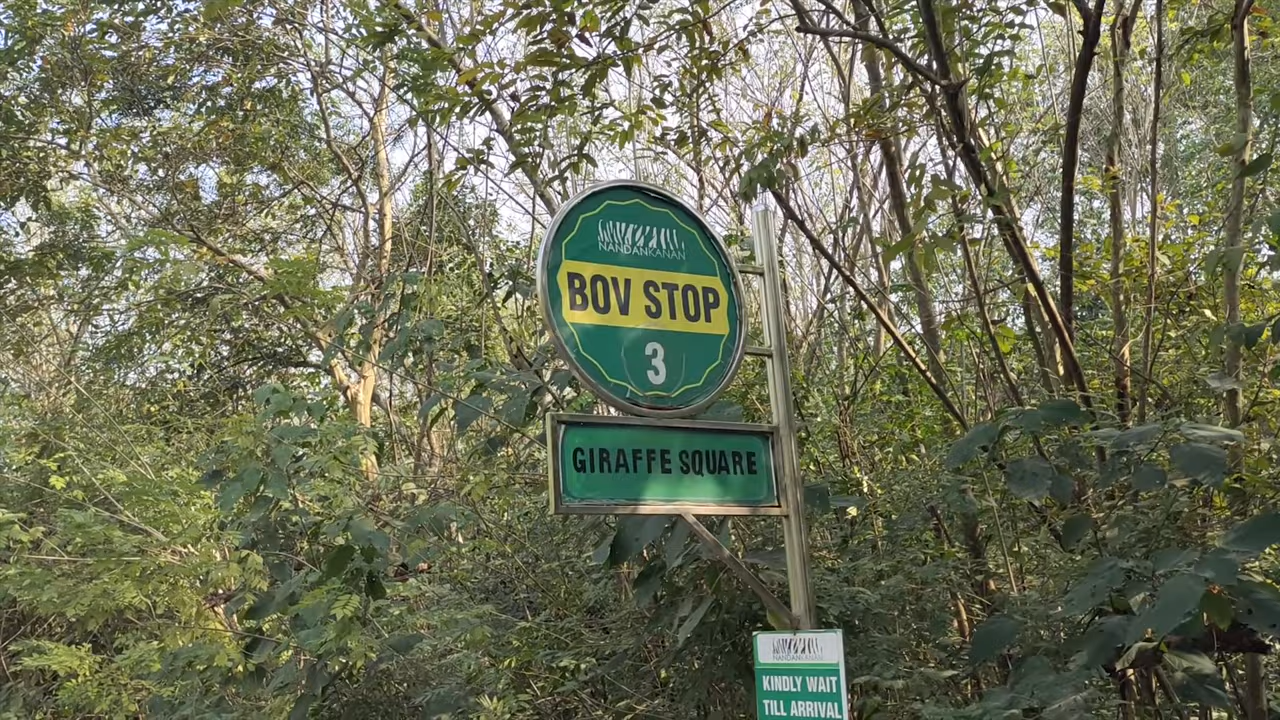 NANDANKANAN
BOV STOP
3
GIRAFFE SQUARE
NANDANKANAN
KINDLY WAIT
TILL ARRIVAL